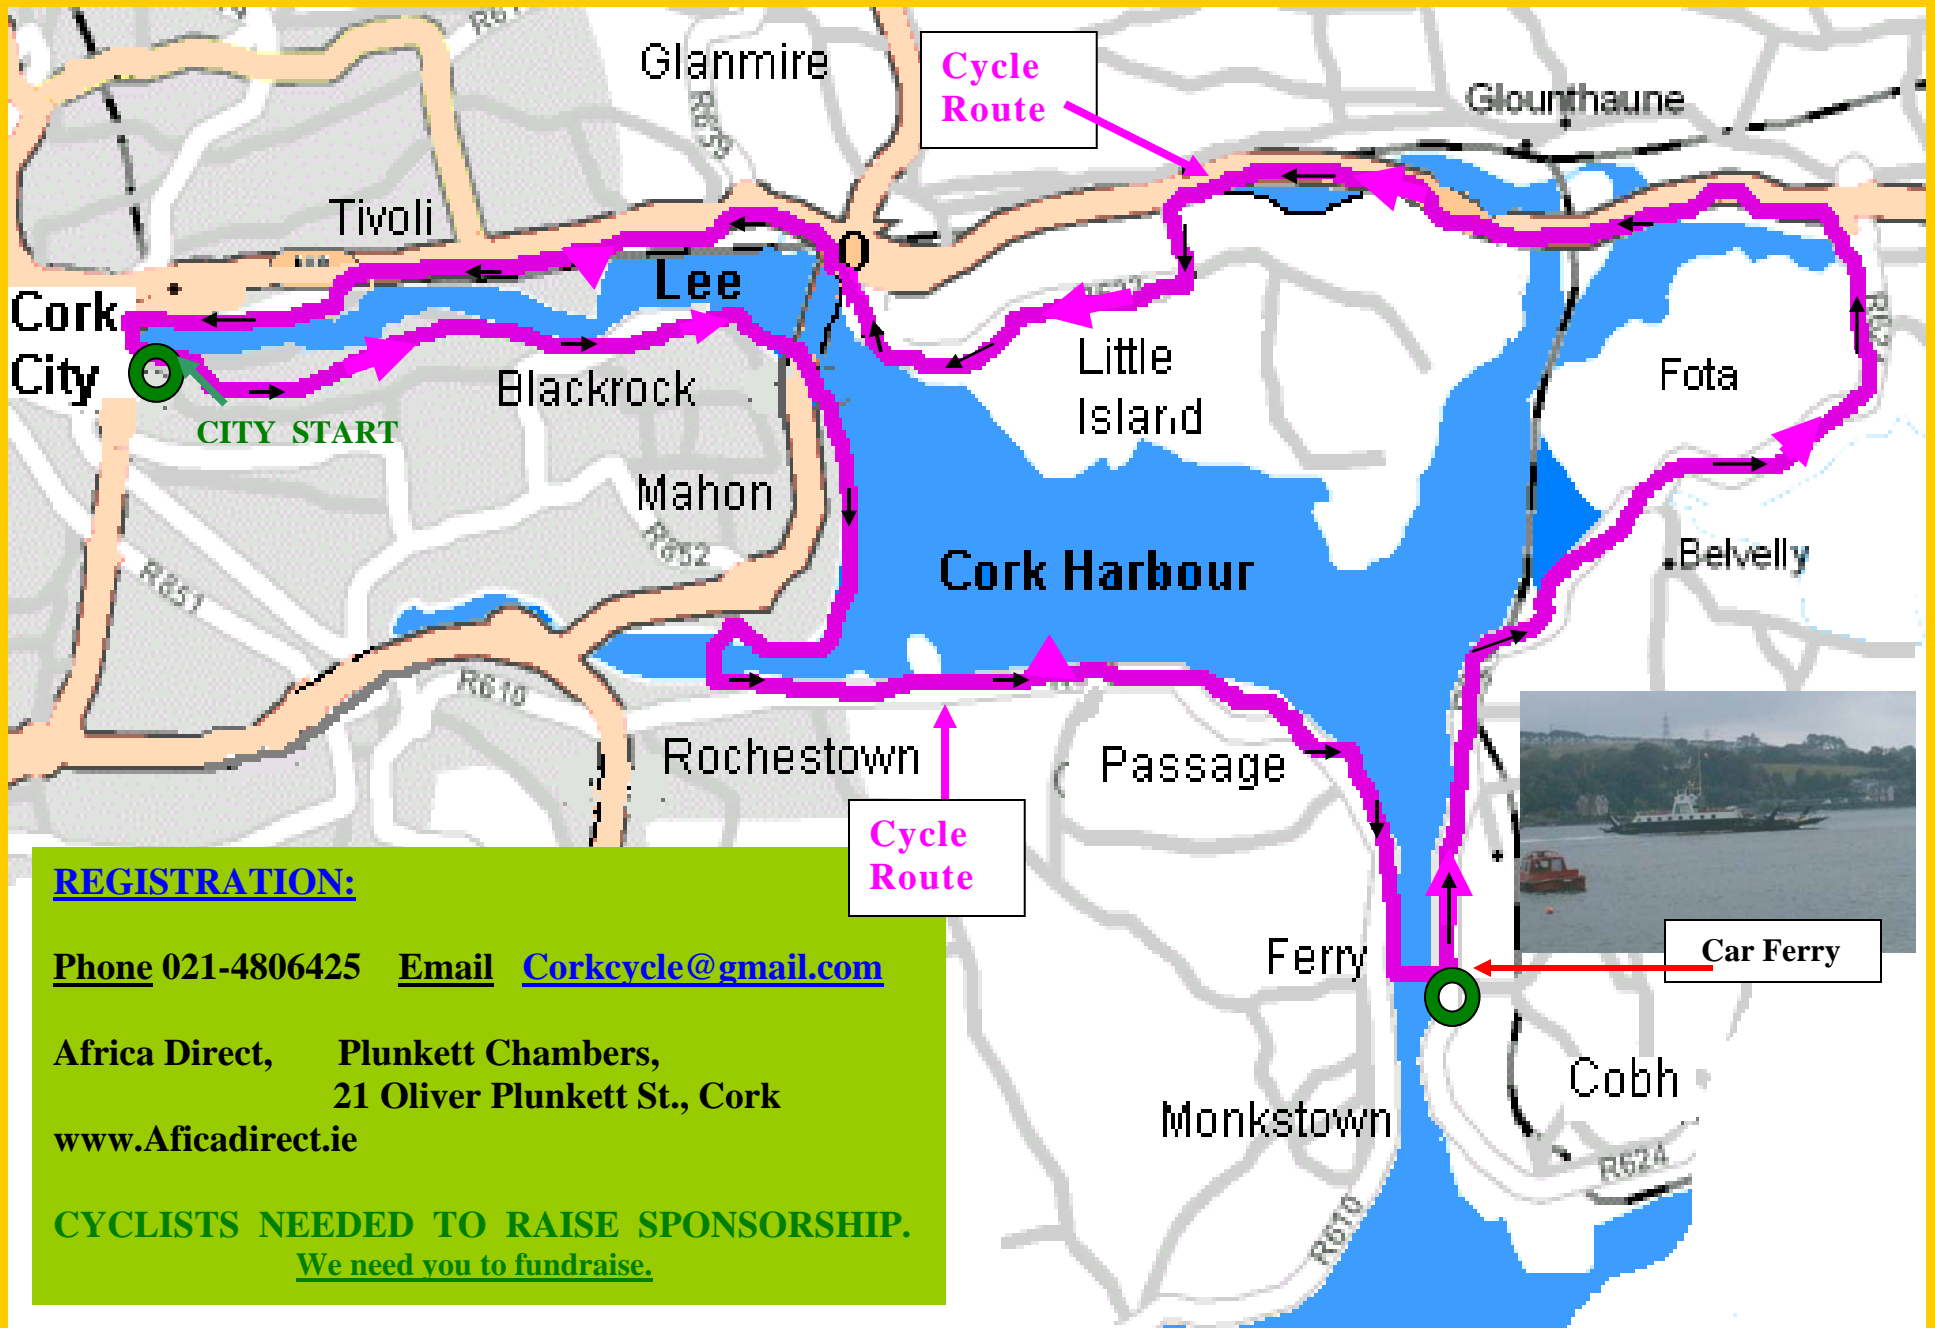 Glanmire
Cycle
Route
Glounthaune
R639
Tivoli
Lee
Cork
City
CITY START
Blackrock
Little
Island
Fota
Mahon
R852
Belvelly
Cork Harbour
R851
R610
Rochestown
Passage
Cycle
Route
Ferry
Car Ferry
Cobh
Monkstown
R624
R610
REGISTRATION:
Phone 021-4806425 Email Corkcycle@gmail.com
Africa Direct, Plunkett Chambers,
21 Oliver Plunkett St., Cork
www.Aficadirect.ie
CYCLISTS NEEDED TO RAISE SPONSORSHIP.
We need you to fundraise.